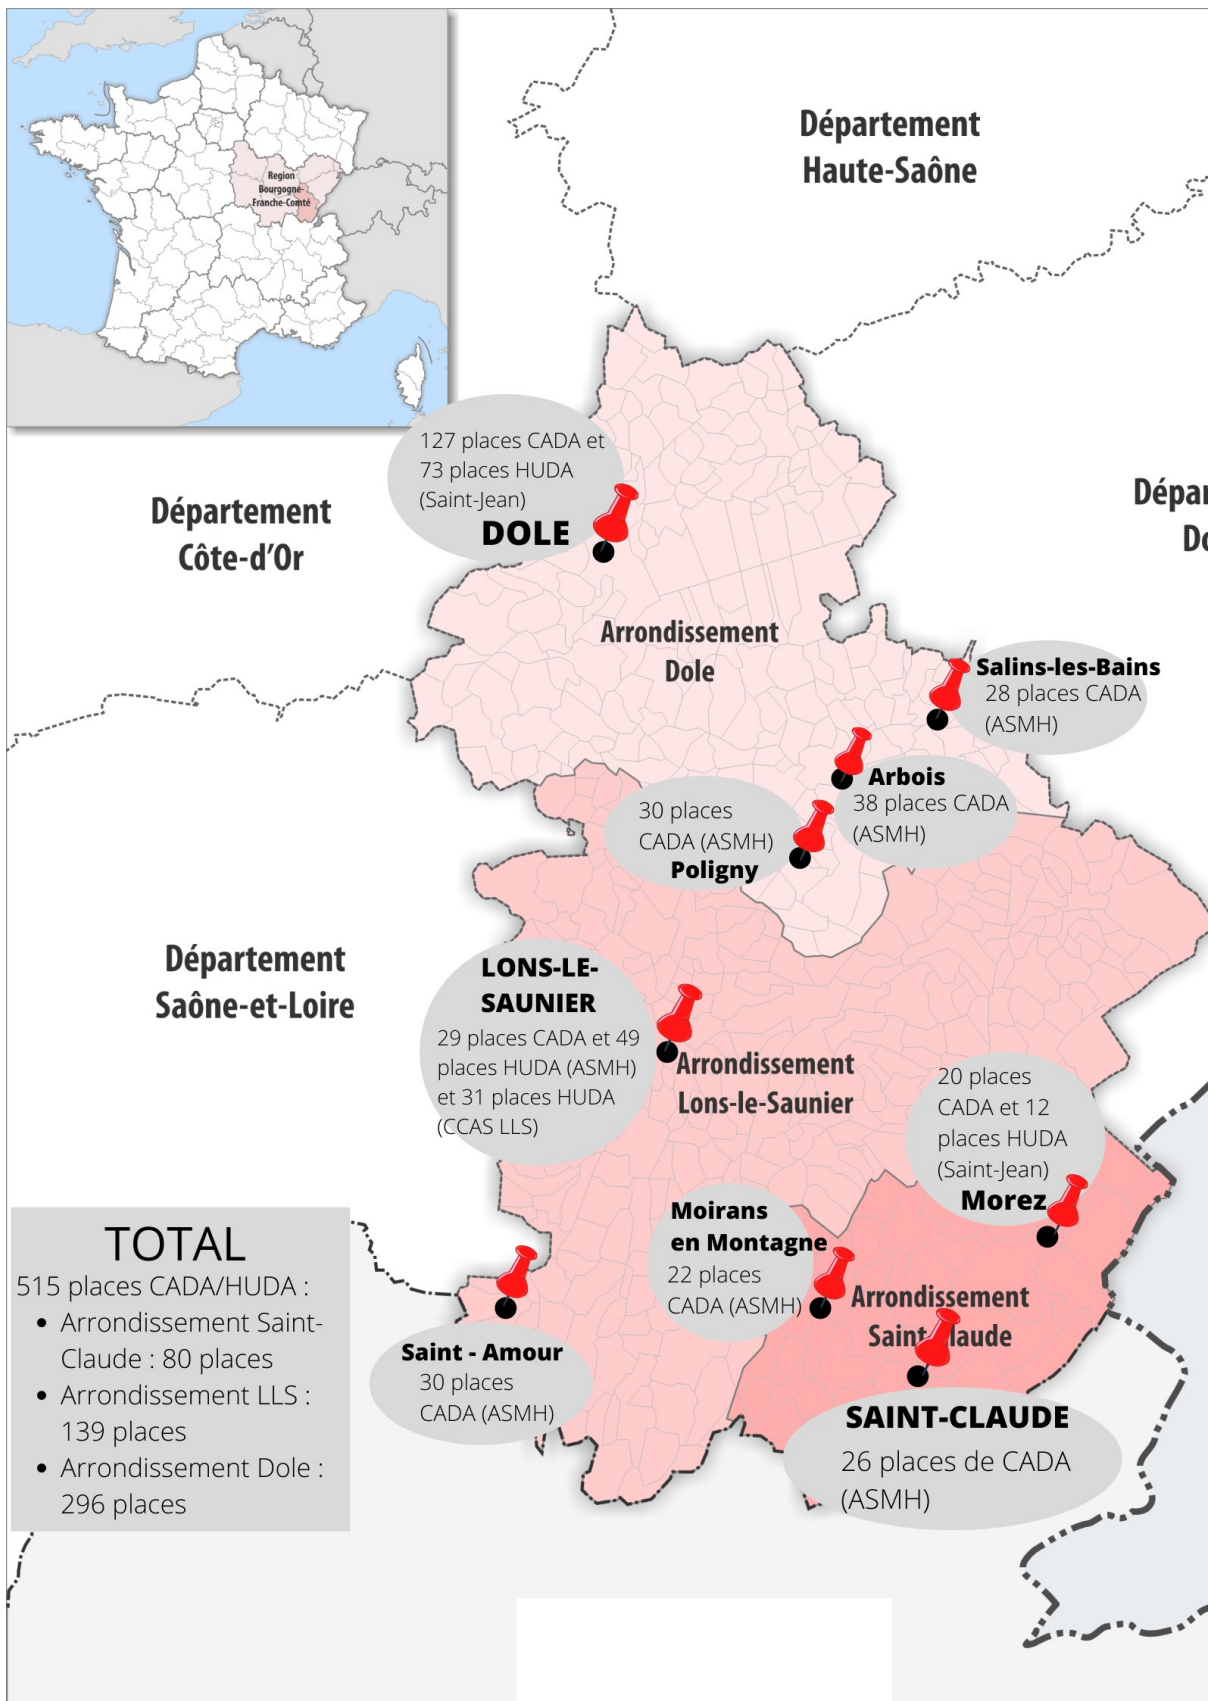 Region
Bourgogne-
Franche-Comté
Département
Haute-Saône
127 places CADA et
73 places HUDA
(Saint-Jean)
DOLE
Département
Côte-d'Or
Dépar
Do
Arrondissement
Dole
Salins-les-Bains
28 places CADA
(ASMH)
Arbois
38 places CADA
(ASMH)
30 places
CADA (ASMH)
Poligny
Département
Saône-et-Loire
LONS-LE-
SAUNIER
29 places CADA et 49
places HUDA (ASMH)
et 31 places HUDA
(CCAS LLS)
Arrondissement
Lons-le-Saunier
20 places
CADA et 12
places HUDA
(Saint-Jean)
Morez
Moirans
en Montagne
22 places
CADA (ASMH)
Arrondissement
Saint-Claude
Saint - Amour
30 places
CADA (ASMH)
SAINT-CLAUDE
26 places de CADA
(ASMH)
TOTAL
515 places CADA/HUDA :
• Arrondissement Saint-
Claude : 80 places
• Arrondissement LLS :
139 places
• Arrondissement Dole :
296 places